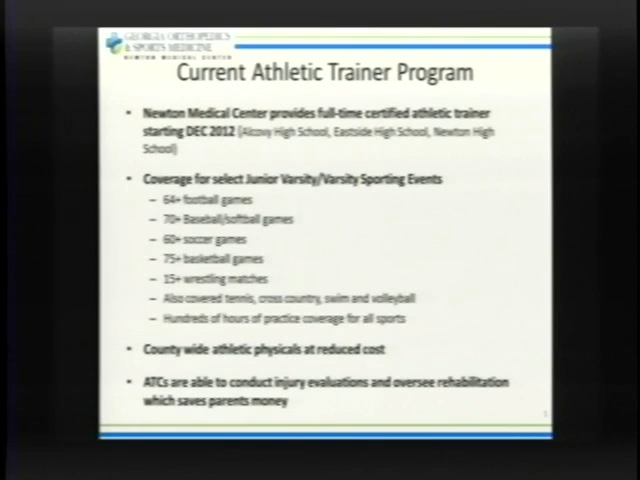 GEORGIA ORTHOPEDICS
& SPORTS MEDICINE
NEWTON MEDICAL CENTER
Current Athletic Trainer Program
• Newton Medical Center provides full-time certified athletic trainer
starting DEC 2012 (Alcovy High School, Eastside High School, Newton High
School)
• Coverage for select Junior Varsity/Varsity Sporting Events
– 64+ football games
– 70+ Baseball/softball games
– 60+ soccer games
– 75+ basketball games
– 15+ wrestling matches
– Also covered tennis, cross country, swim and volleyball
– Hundreds of hours of practice coverage for all sports
• County wide athletic physicals at reduced cost
• ATCs are able to conduct injury evaluations and oversee rehabilitation
which saves parents money